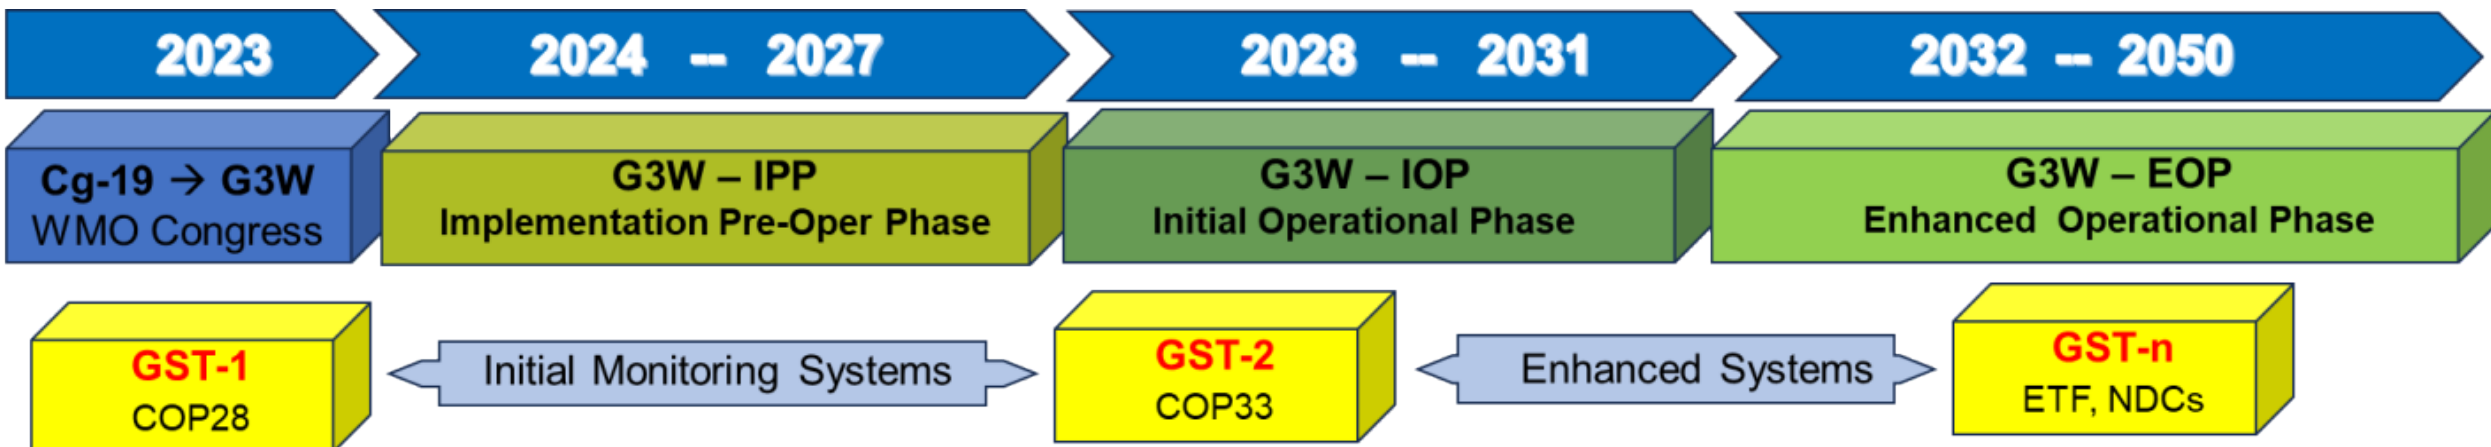 2023
2024 -- 2027
2028 -- 2031
2032 -- 2050
Cg-19 → G3W
WMO Congress
G3W – IPP
Implementation Pre-Oper Phase
G3W – IOP
Initial Operational Phase
G3W – EOP
Enhanced Operational Phase
GST-1
COP28
Initial Monitoring Systems
GST-2
COP33
Enhanced Systems
GST-n
ETF, NDCs